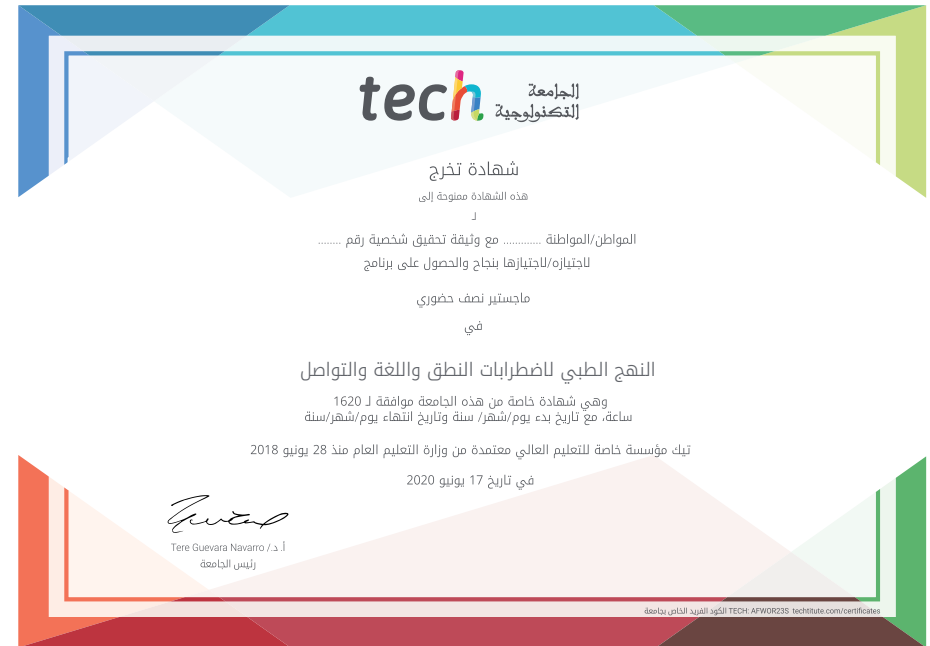 tech الجامعة
التكنولوجية
شهادة تخرج
هذه الشهادة ممنوحة إلى
لـ
المواطن/المواطنة ............ مع وثيقة تحقيق شخصية رقم ........
لاجتيازه/لاجتيازها بنجاح والحصول على برنامج
ماجستير نصف حضوري
في
النهج الطبي لاضطرابات النطق واللغة والتواصل
وهي شهادة خاصة من هذه الجامعة موافقة لـ 1620
ساعة، مع تاريخ بدء يوم/شهر/ سنة وتاريخ انتهاء يوم/شهر/سنة
تيك مؤسسة خاصة للتعليم العالي معتمدة من وزارة التعليم العام منذ 28 يونيو 2018
في تاريخ 17 يونيو 2020
أ. د./ Tere Guevara Navarro
رئيس الجامعة
الكود الفريد الخاص بجامعة TECH: AFWOR23S techtitute.com/certificates